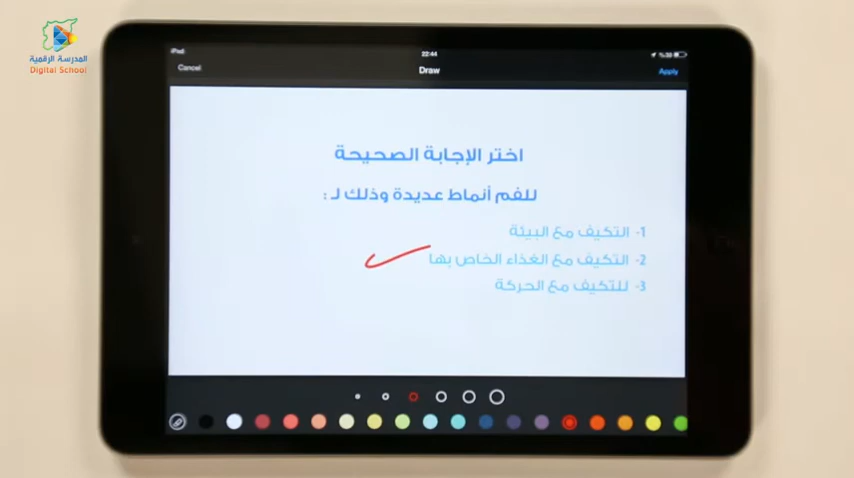 المدرسة الرقمية
Digital School
iPad
22:44
%30
Cancel
Draw
Apply
اختر الإجابة الصحيحة
للفم أنماط عديدة وذلك لـ :
1- التكيف مع البيئة
2- التكيف مع الغذاء الخاص بها
3- للتكيف مع الحركة